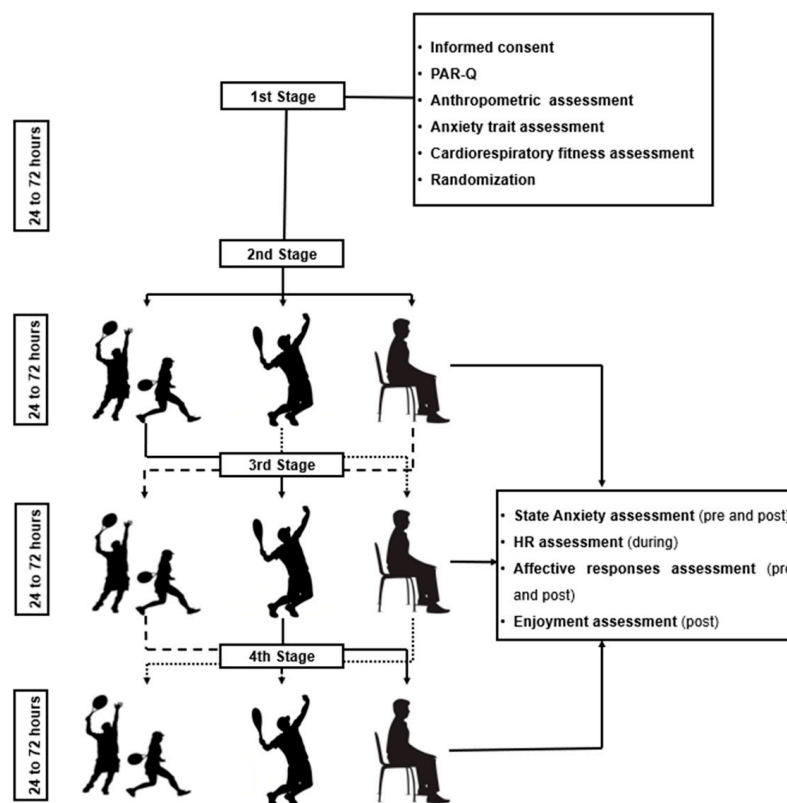 • Informed consent
• PAR-Q
1st Stage
• Anthropometric assessment
• Anxiety trait assessment
• Cardiorespiratory fitness assessment
• Randomization
24 to 72 hours
2nd Stage
24 to 72 hours
3rd Stage
24 to 72 hours
• State Anxiety assessment (pre and post)
• HR assessment (during)
• Affective responses assessment (pre
and post)
• Enjoyment assessment (post)
4th Stage
24 to 72 hours